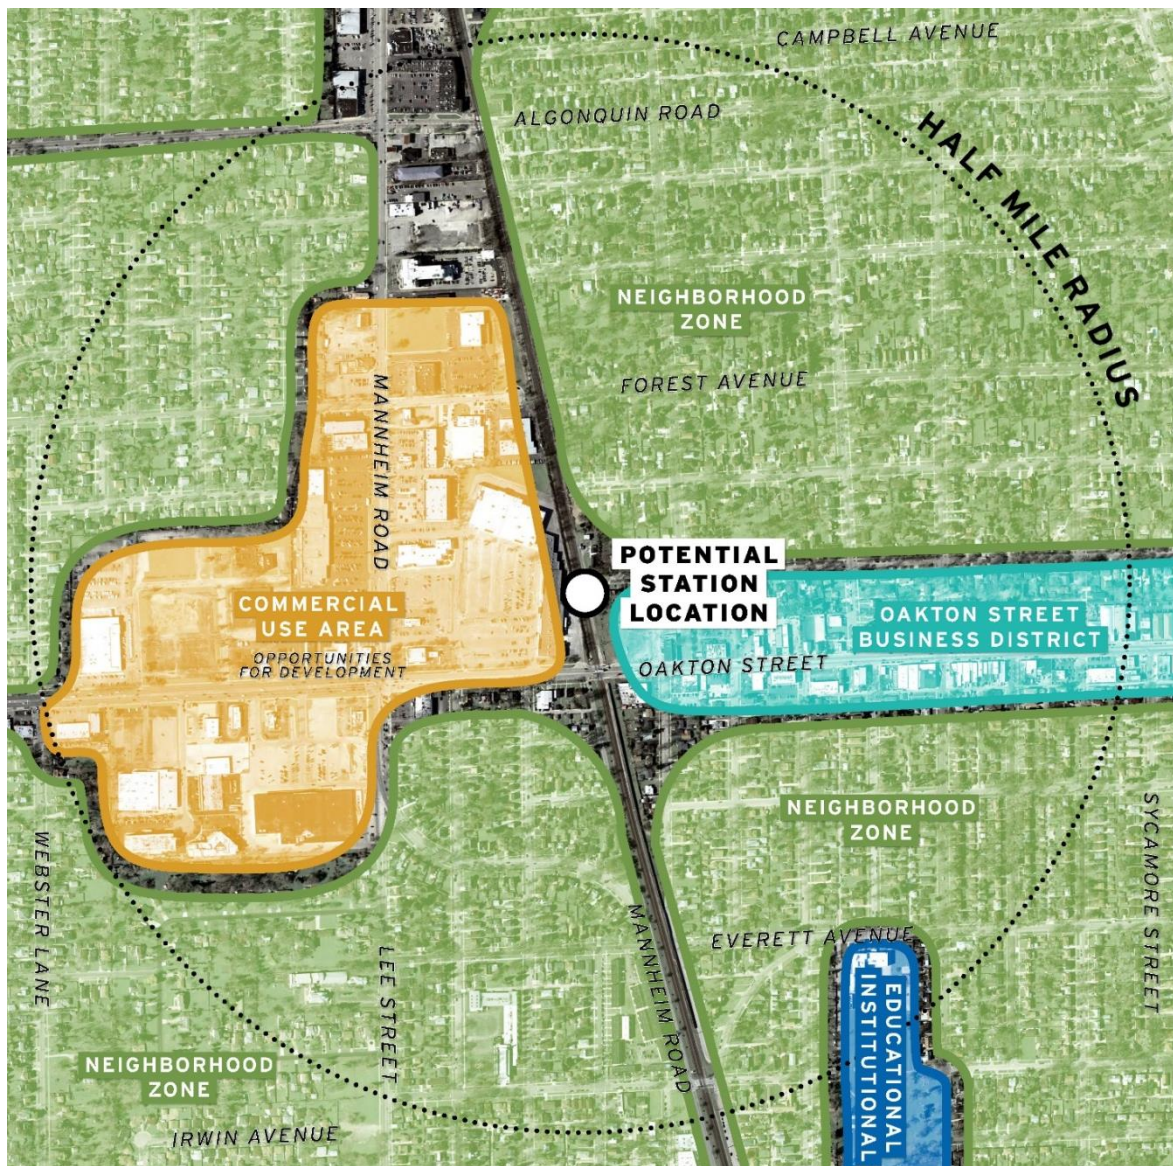 CAMPBELL AVENUE
ALGONQUIN ROAD
HALF MILE RADIUS
NEIGHBORHOOD
ZONE
FOREST AVENUE
MANNHEIM ROAD
POTENTIAL
STATION
LOCATION
COMMERCIAL
USE AREA
OPPORTUNITIES
FOR DEVELOPMENT
OAKTON STREET
BUSINESS DISTRICT
OAKTON STREET
NEIGHBORHOOD
ZONE
SYCAMORE STREET
WEBSTER LANE
LEE STREET
MANNHEIM ROAD
EVERETT AVENUE
EDUCATIONAL
INSTITUTIONAL
NEIGHBORHOOD
ZONE
IRWIN AVENUE